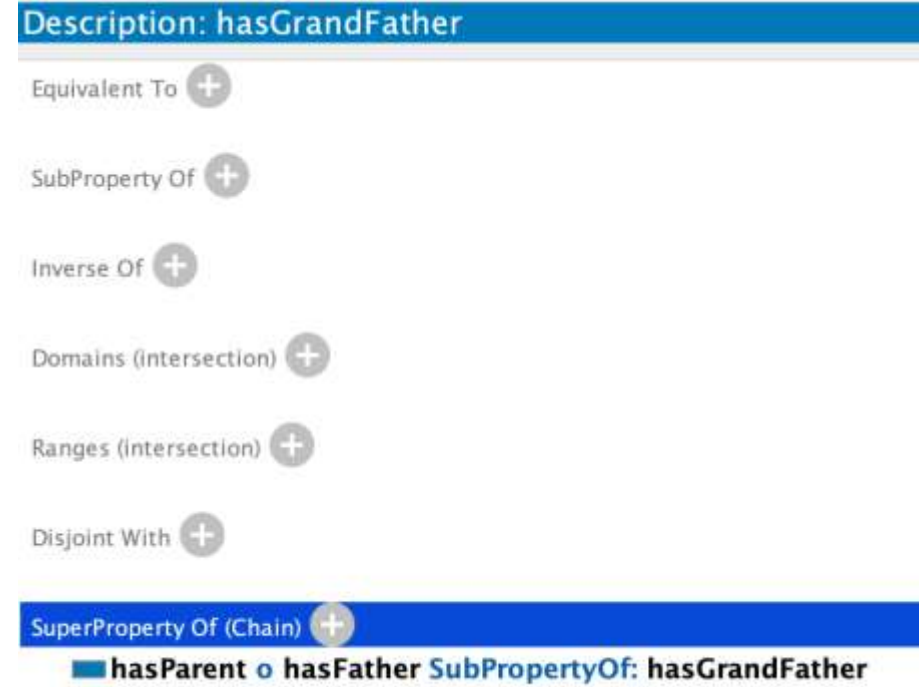 Description: hasGrandFather
Equivalent To
SubProperty Of
Inverse Of
Domains (intersection)
Ranges (intersection)
Disjoint With
SuperProperty Of (Chain)
hasParent o hasFather SubPropertyOf: hasGrandFather